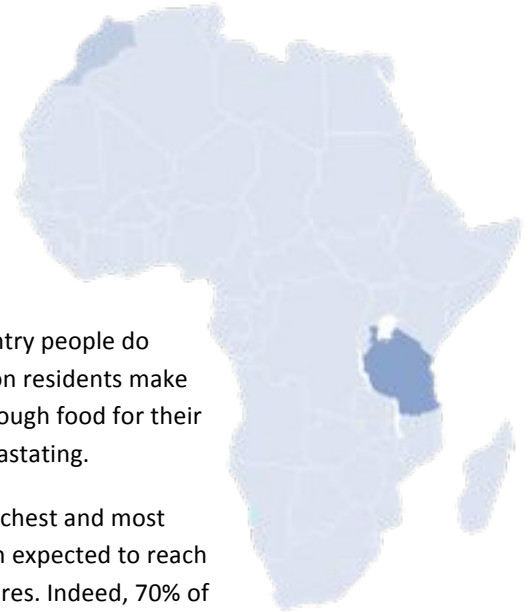 ntry people do
on residents make
ough food for their
astating.
chest and most
n expected to reach
res. Indeed, 70% of